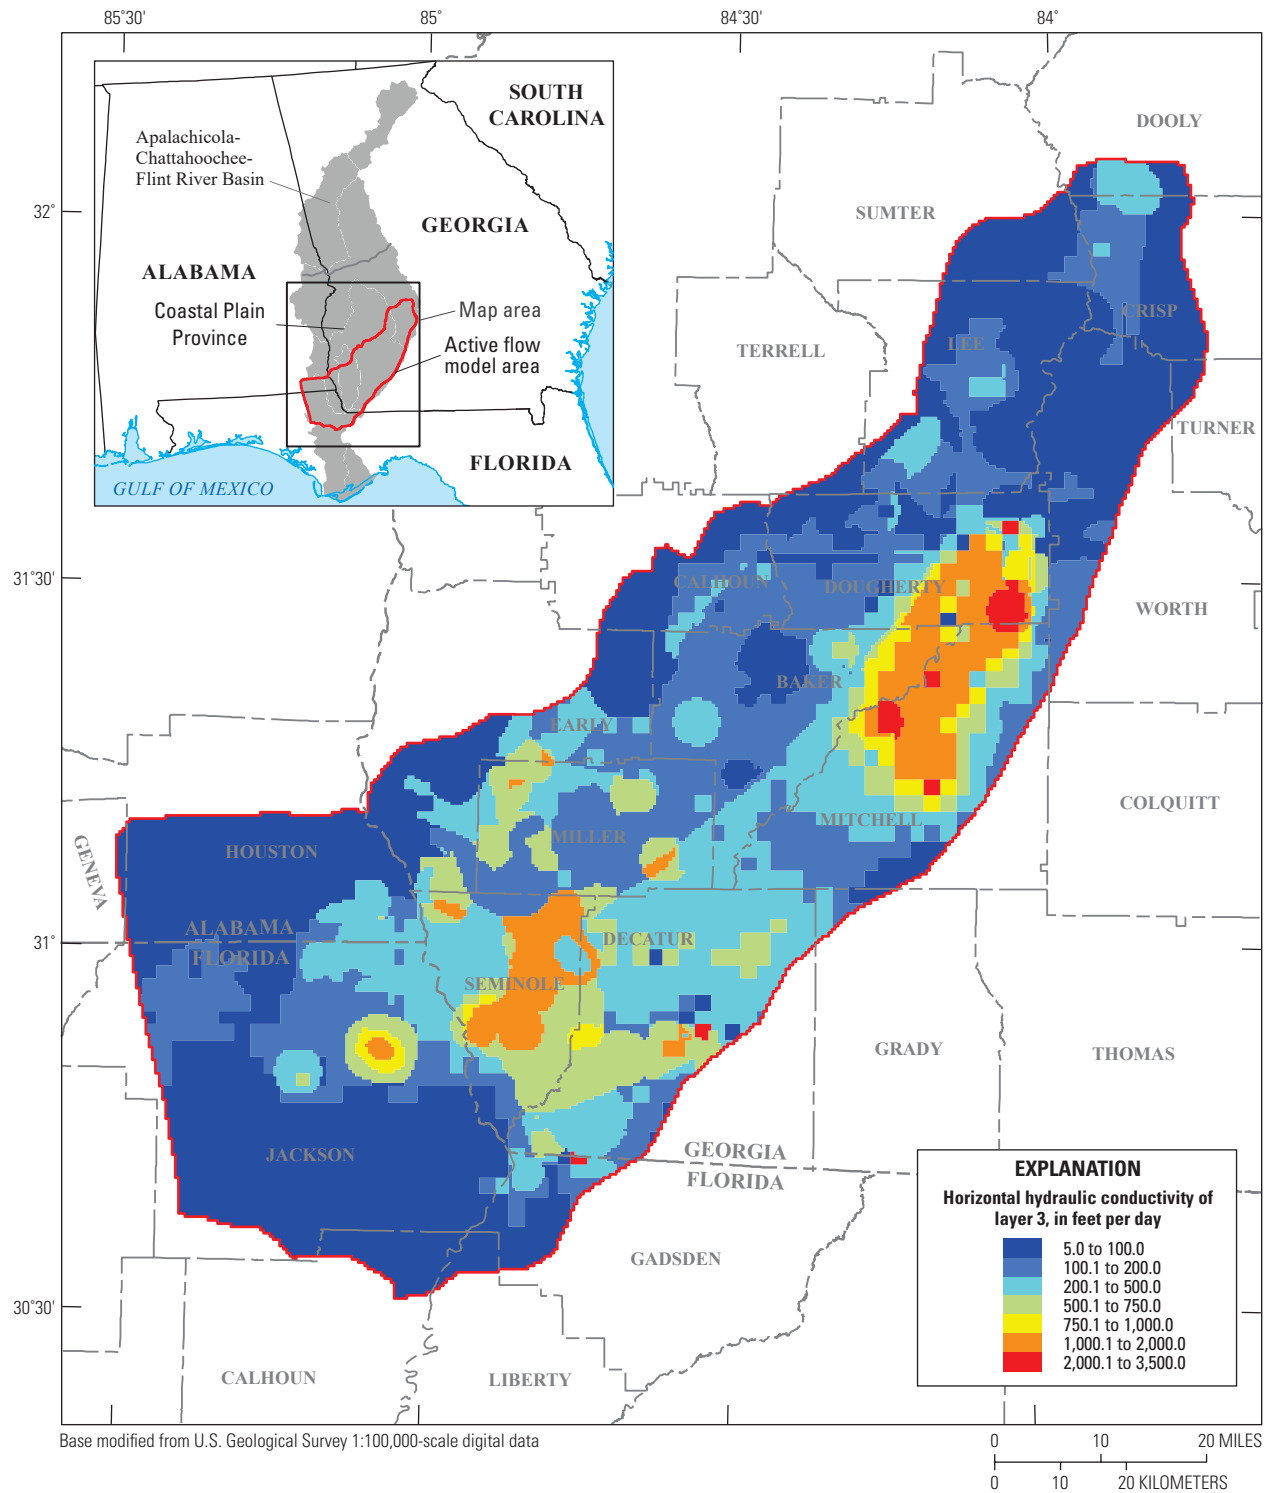 85˚30'
85˚
84˚30'
84˚
32˚
31˚30'
31˚
30˚30'
SOUTH
CAROLINA
Apalachicola-
Chattahoochee-
Flint River Basin
GEORGIA
ALABAMA
Coastal Plain
Province
Map area
Active flow
model area
FLORIDA
GULF OF MEXICO
DOOLY
SUMTER
CRISP
LEE
TERRELL
TURNER
CALHOUN
DOUGHERTY
WORTH
BAKER
EARLY
COLQUITT
MITCHELL
MILLER
HOUSTON
GENEVA
ALABAMA
FLORIDA
DECATUR
SEMINOLE
GRADY
THOMAS
JACKSON
GEORGIA
FLORIDA
GADSDEN
CALHOUN
LIBERTY
EXPLANATION
Horizontal hydraulic conductivity of
layer 3, in feet per day
5.0 to 100.0
100.1 to 200.0
200.1 to 500.0
500.1 to 750.0
750.1 to 1,000.0
1,000.1 to 2,000.0
2,000.1 to 3,500.0
Base modified from U.S. Geological Survey 1:100,000-scale digital data
0 10 20 MILES
0 10 20 KILOMETERS